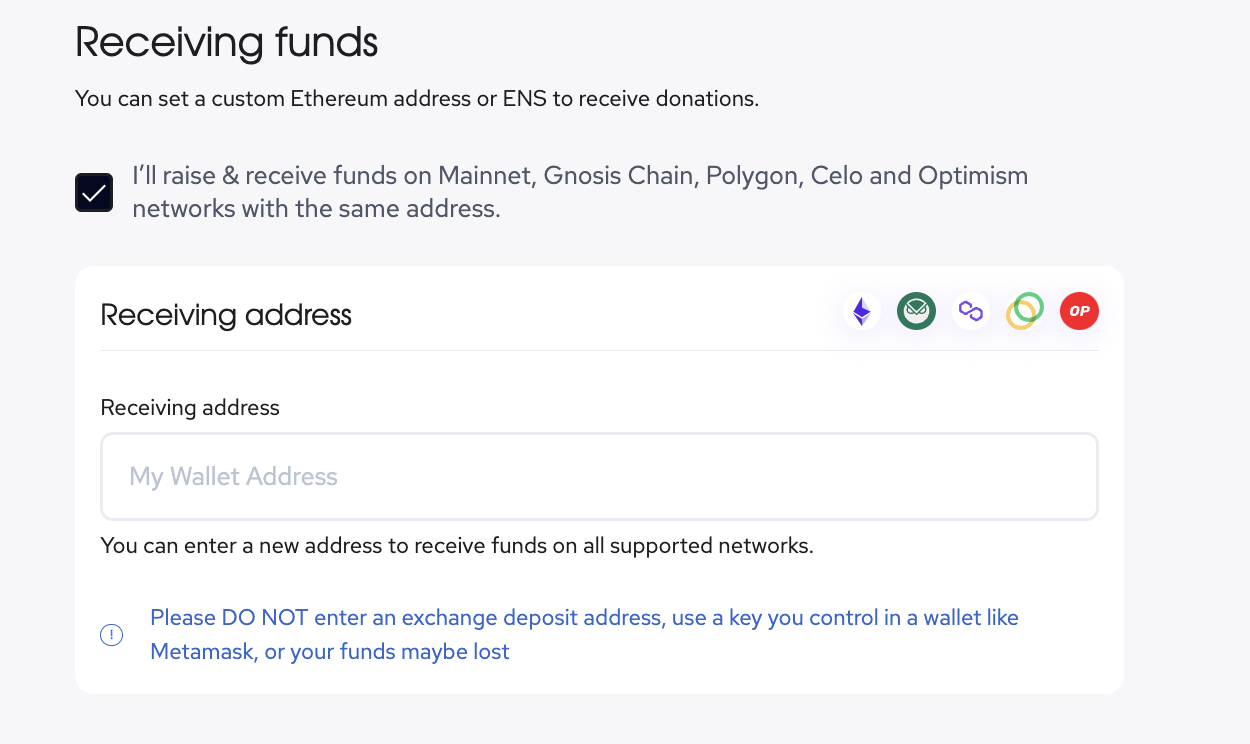 Receiving funds
You can set a custom Ethereum address or ENS to receive donations.
I’ll raise & receive funds on Mainnet, Gnosis Chain, Polygon, Celo and Optimism
networks with the same address.
Receiving address
OP
Receiving address
My Wallet Address
You can enter a new address to receive funds on all supported networks.
Please DO NOT enter an exchange deposit address, use a key you control in a wallet like
Metamask, or your funds maybe lost